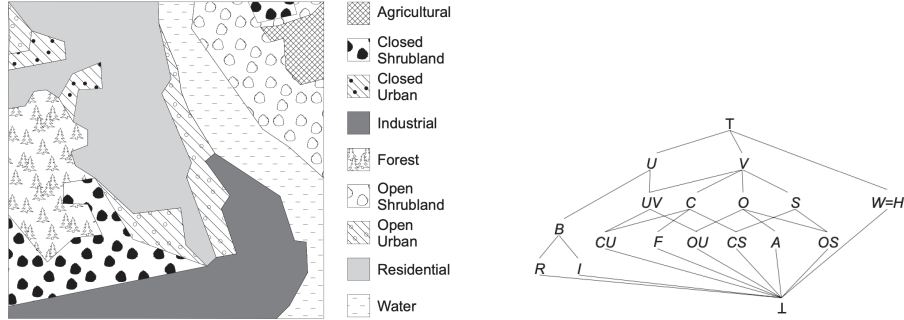 Agricultural
Closed
Shrubland
Closed
Urban
Industrial
Forest
Open
Shrubland
Open
Urban
Residential
Water
T
U V
UV C O S W=H
B
CU F OU CS A OS
R I
⊥